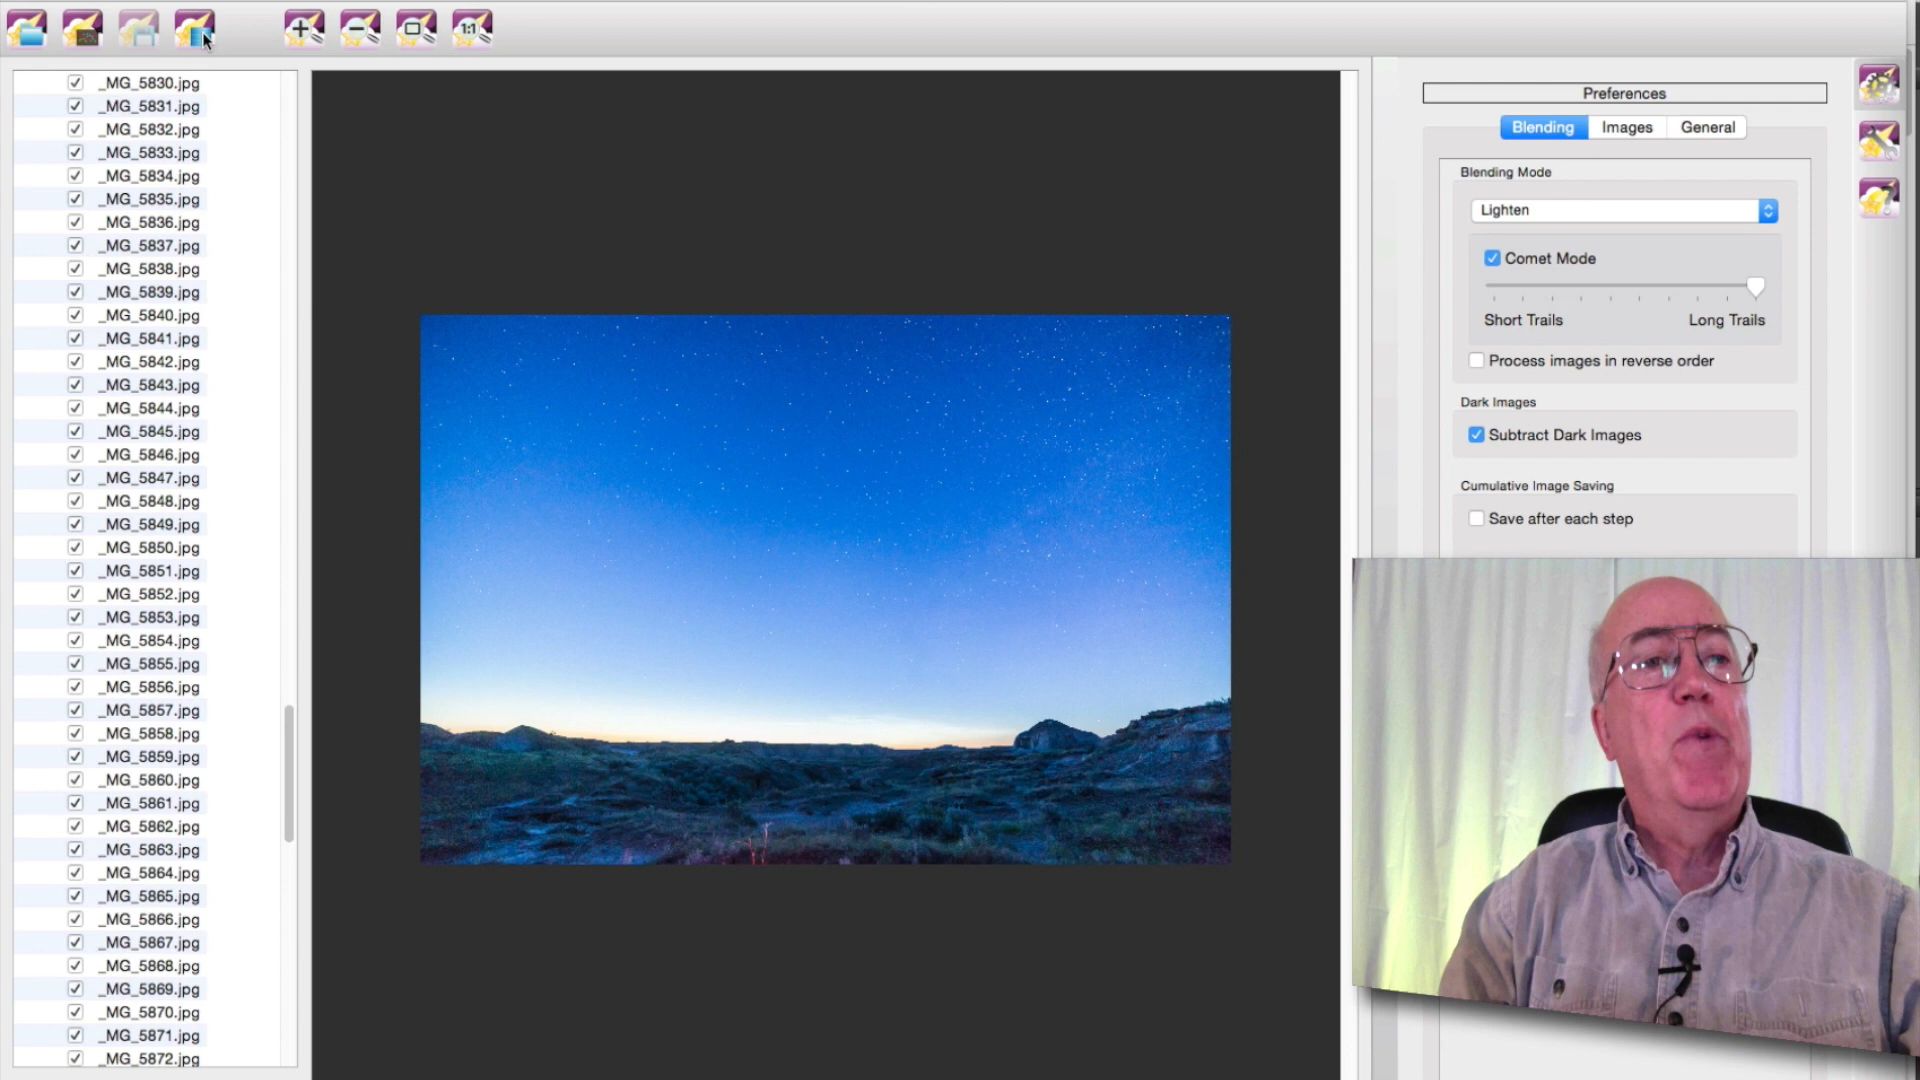 1:1
_MG_5830.jpg
_MG_5831.jpg
_MG_5832.jpg
_MG_5833.jpg
_MG_5834.jpg
_MG_5835.jpg
_MG_5836.jpg
_MG_5837.jpg
_MG_5838.jpg
_MG_5839.jpg
_MG_5840.jpg
_MG_5841.jpg
_MG_5842.jpg
_MG_5843.jpg
_MG_5844.jpg
_MG_5845.jpg
_MG_5846.jpg
_MG_5847.jpg
_MG_5848.jpg
_MG_5849.jpg
_MG_5850.jpg
_MG_5851.jpg
_MG_5852.jpg
_MG_5853.jpg
_MG_5854.jpg
_MG_5855.jpg
_MG_5856.jpg
_MG_5857.jpg
_MG_5858.jpg
_MG_5859.jpg
_MG_5860.jpg
_MG_5861.jpg
_MG_5862.jpg
_MG_5863.jpg
_MG_5864.jpg
_MG_5865.jpg
_MG_5866.jpg
_MG_5867.jpg
_MG_5868.jpg
_MG_5869.jpg
_MG_5870.jpg
_MG_5871.jpg
_MG_5872.jpg
Preferences
Blending Images General
Blending Mode
Lighten
Comet Mode
Short Trails Long Trails
Process images in reverse order
Dark Images
Subtract Dark Images
Cumulative Image Saving
Save after each step